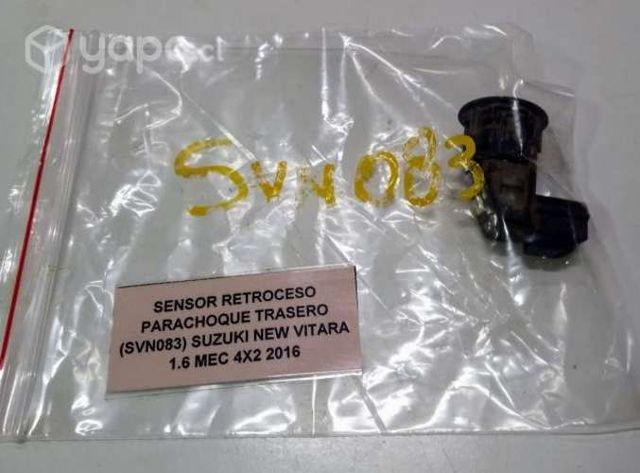 yapo.cl
SVN083
SENSOR RETROCESO
PARACHOQUE TRASERO
(SVN083) SUZUKI NEW VITARA
1.6 MEC 4X2 2016